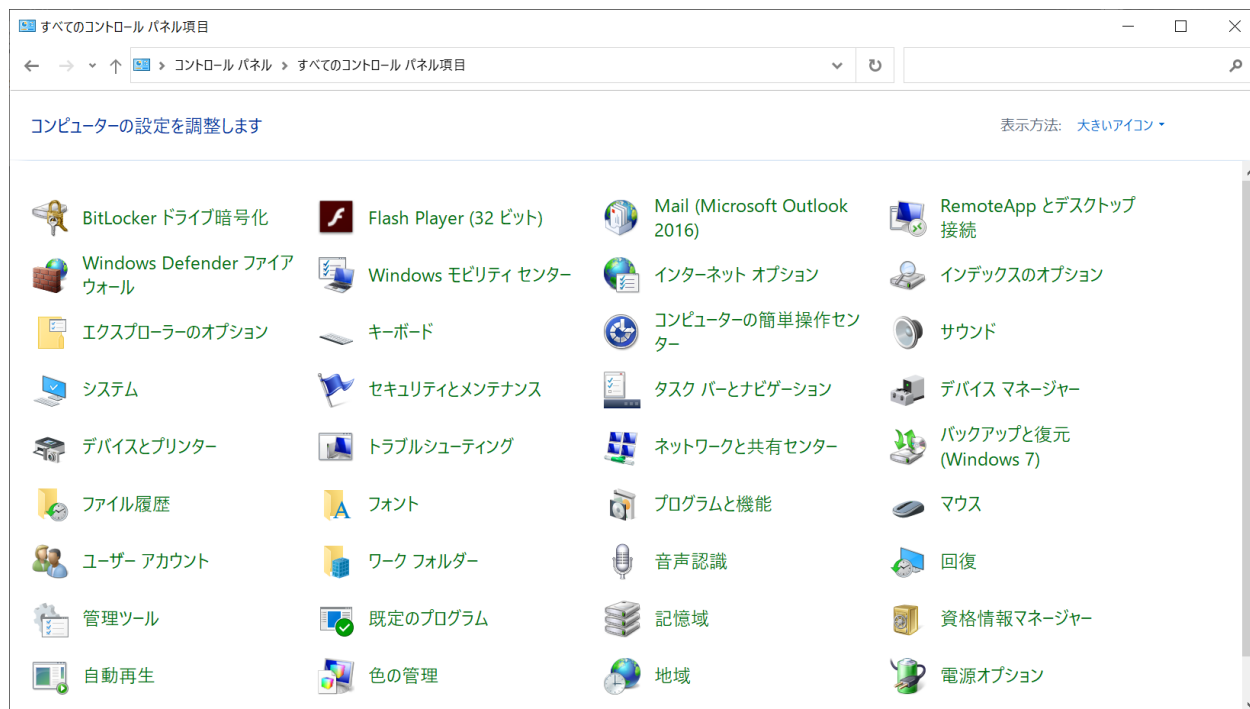 すべてのコントロール パネル項目
コントロール パネル › すべてのコントロール パネル項目
コンピューターの設定を調整します
表示方法: 大きいアイコン
BitLocker ドライブ暗号化
Flash Player (32 ビット)
Mail (Microsoft Outlook
2016)
RemoteApp とデスクトップ
接続
Windows Defender ファイア
ウォール
Windows モビリティ センター
インターネット オプション
インデックスのオプション
エクスプローラーのオプション
キーボード
コンピューターの簡単操作セン
ター
サウンド
システム
セキュリティとメンテナンス
タスク バーとナビゲーション
デバイス マネージャー
デバイスとプリンター
トラブルシューティング
ネットワークと共有センター
バックアップと復元
(Windows 7)
ファイル履歴
フォント
プログラムと機能
マウス
ユーザー アカウント
ワーク フォルダー
音声認識
回復
管理ツール
既定のプログラム
記憶域
資格情報マネージャー
自動再生
色の管理
地域
電源オプション